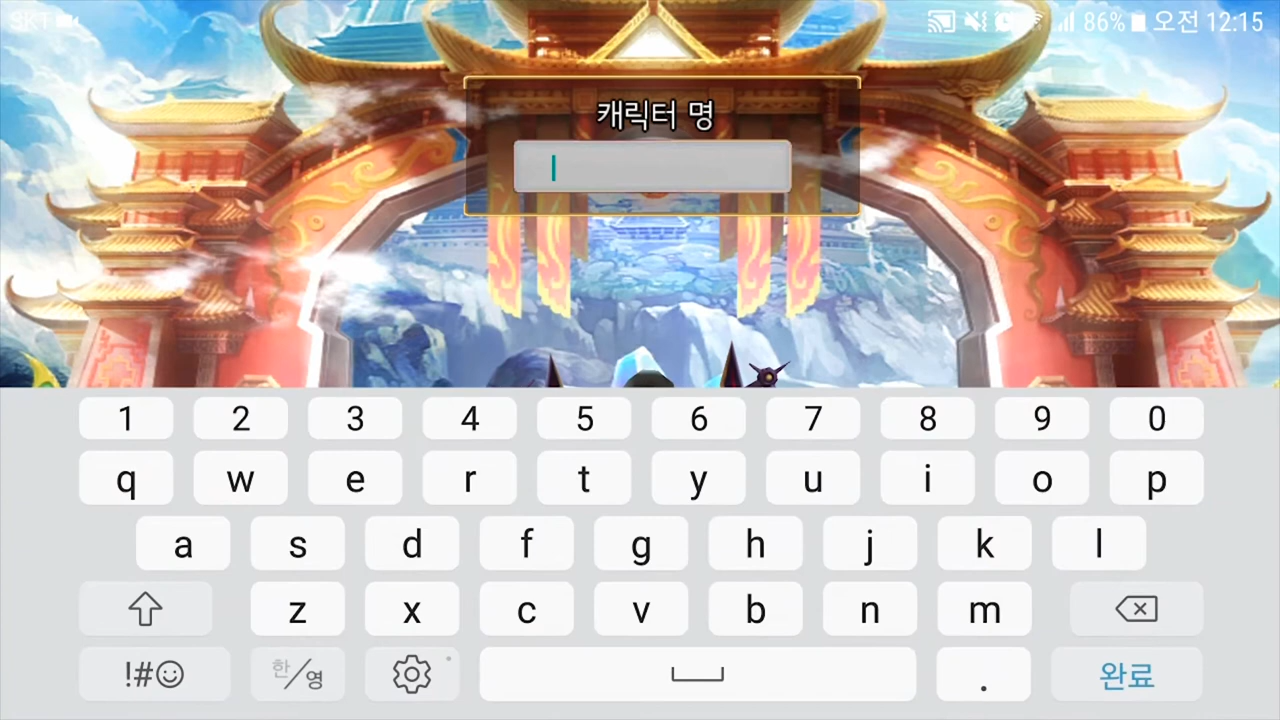 SKT
86% 오전 12:15
캐릭터 명
1 2 3 4 5 6 7 8 9 0
q w e r t y u i o p
a s d f g h j k l
z x c v b n m
!# 한/영 .
완료